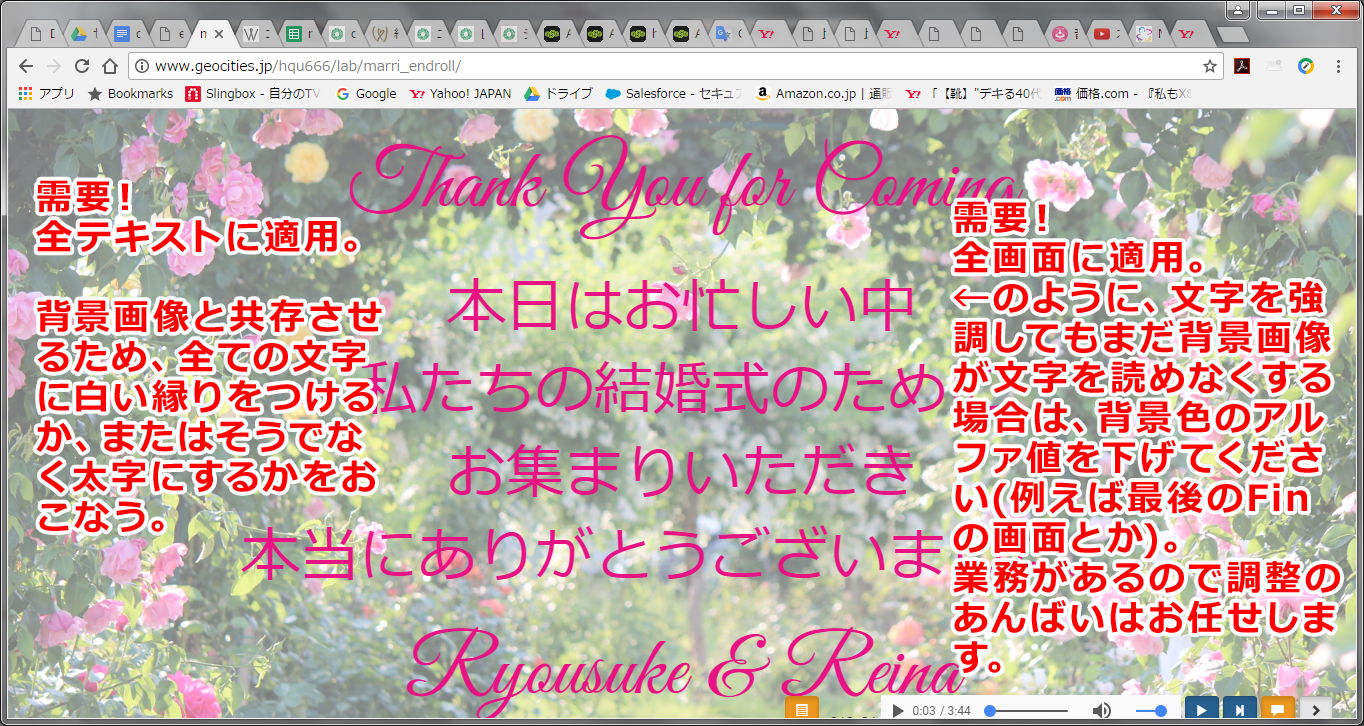 www.geocities.jp/hqu666/lab/marri_endroll/
アプリ
Bookmarks
Slingbox - 自分のTV
Google
Yahoo! JAPAN
ドライブ
Salesforce - セキュア
Amazon.co.jp | 通販
「【靴】"デキる40代
価格.com - 『私もX8
Thank You for Coming
本日はお忙しい中
私たちの結婚式のため
お集まりいただき
本当にありがとうございま
Ryousuke & Reina
需要！
全テキストに適用。
背景画像と共存させ
るため、全ての文字
に白い縁りをつける
か、またはそうでな
く太字にするかをお
こなう。
需要！
全画面に適用。
←のように、文字を強
調してもまだ背景画像
が文字を読めなくする
場合は、背景色のアル
ファ値を下げてくださ
い(例えば最後のFin
の画面とか)。
業務があるので調整の
あんばいはお任せしま
す。
0:03 / 3:44